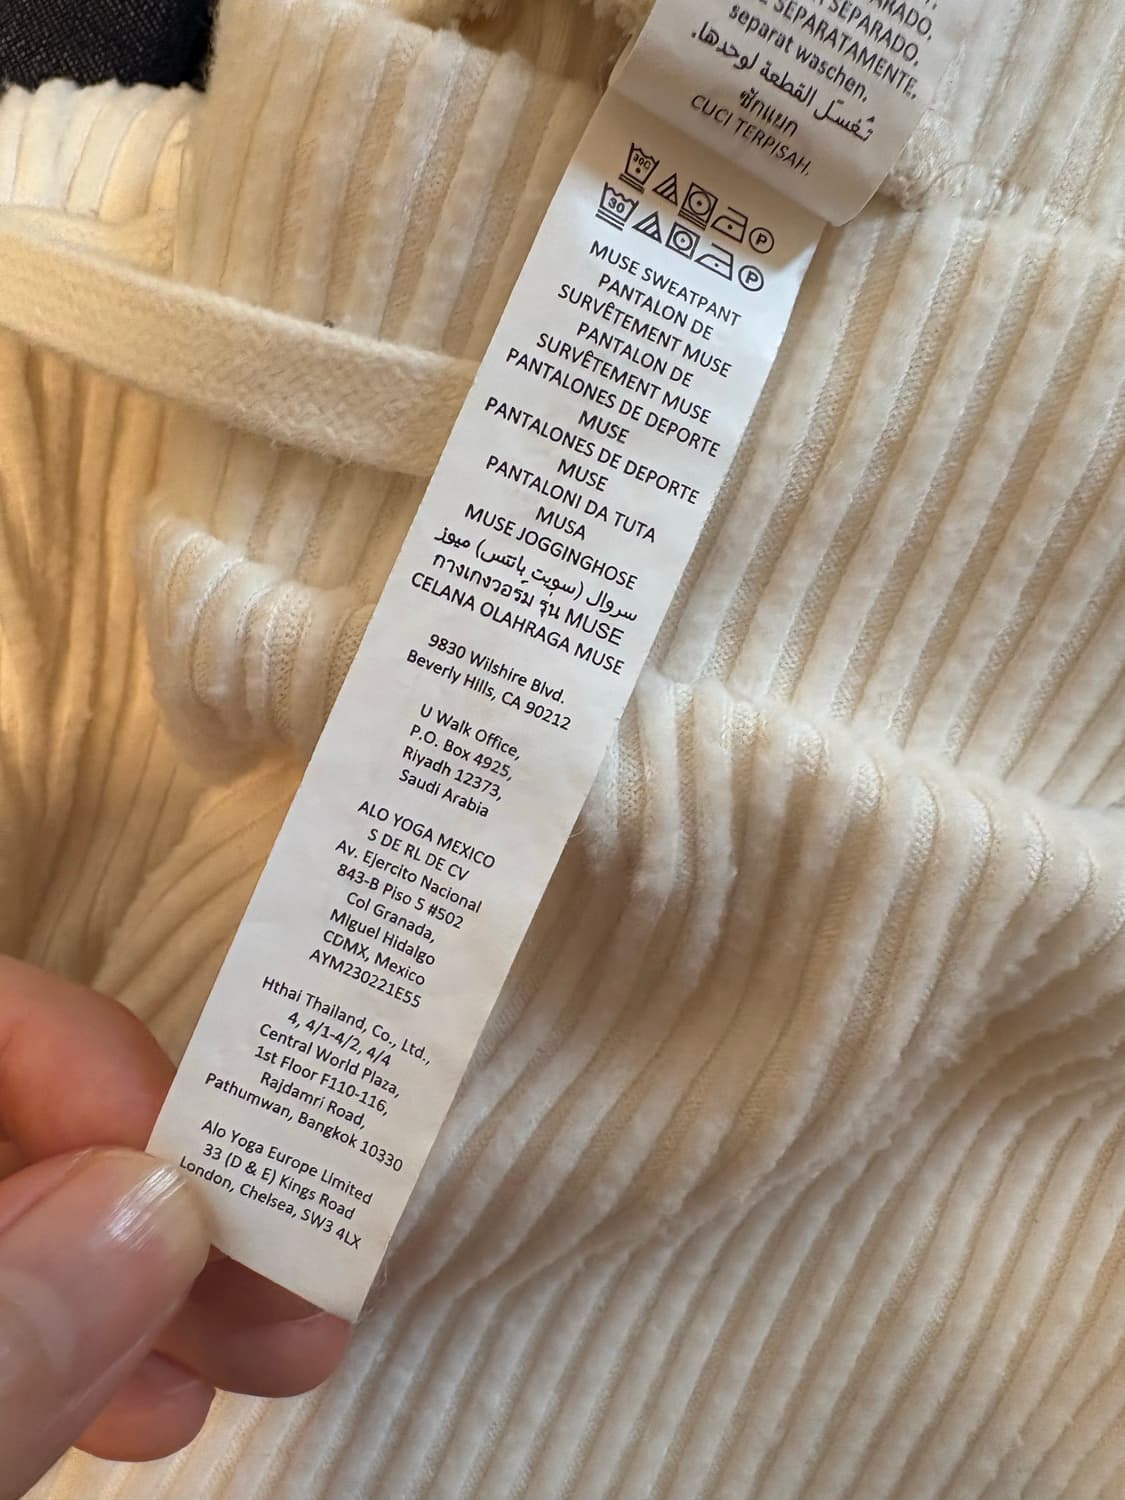 SEPARADO,
SEPARATAMENTE,
separat waschen.
تُغسّل القطعة لوحدها.
ซักแยก
CUCI TERPISAH.
30C
P
30
P
MUSE SWEATPANT
PANTALON DE
SURVÊTEMENT MUSE
PANTALON DE
SURVÊTEMENT MUSE
PANTALONES DE DEPORTE
MUSE
PANTALONES DE DEPORTE
MUSE
PANTALONI DA TUTA
MUSA
MUSE JOGGINGHOSE
سروال (سويت بانتس) ميوز
กางเกงวอร์ม รุ่น MUSE
CELANA OLAHRAGA MUSE
9830 Wilshire Blvd.
Beverly Hills, CA 90212
U Walk Office,
P.O. Box 4925,
Riyadh 12373,
Saudi Arabia
ALO YOGA MEXICO
S DE RL DE CV
Av. Ejercito Nacional
843-B Piso 5 #502
Col Granada,
MIguel Hidalgo
CDMX, Mexico
AYM230221E55
Hthai Thailand, Co., Ltd.,
4, 4/1-4/2, 4/4
Central World Plaza,
1st Floor F110-116,
Rajdamri Road,
Pathumwan, Bangkok 10330
Alo Yoga Europe Limited
33 (D & E) Kings Road
London, Chelsea, SW3 4LX